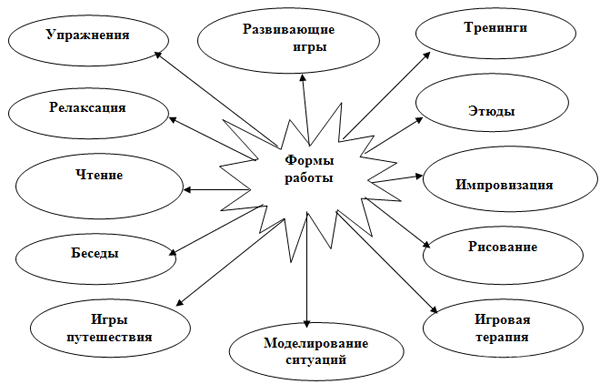 Упражнения
Развивающие
игры
Тренинги
Релаксация
Этюды
Чтение
Формы
работы
Импровизация
Беседы
Рисование
Игры
путешествия
Моделирование
ситуаций
Игровая
терапия